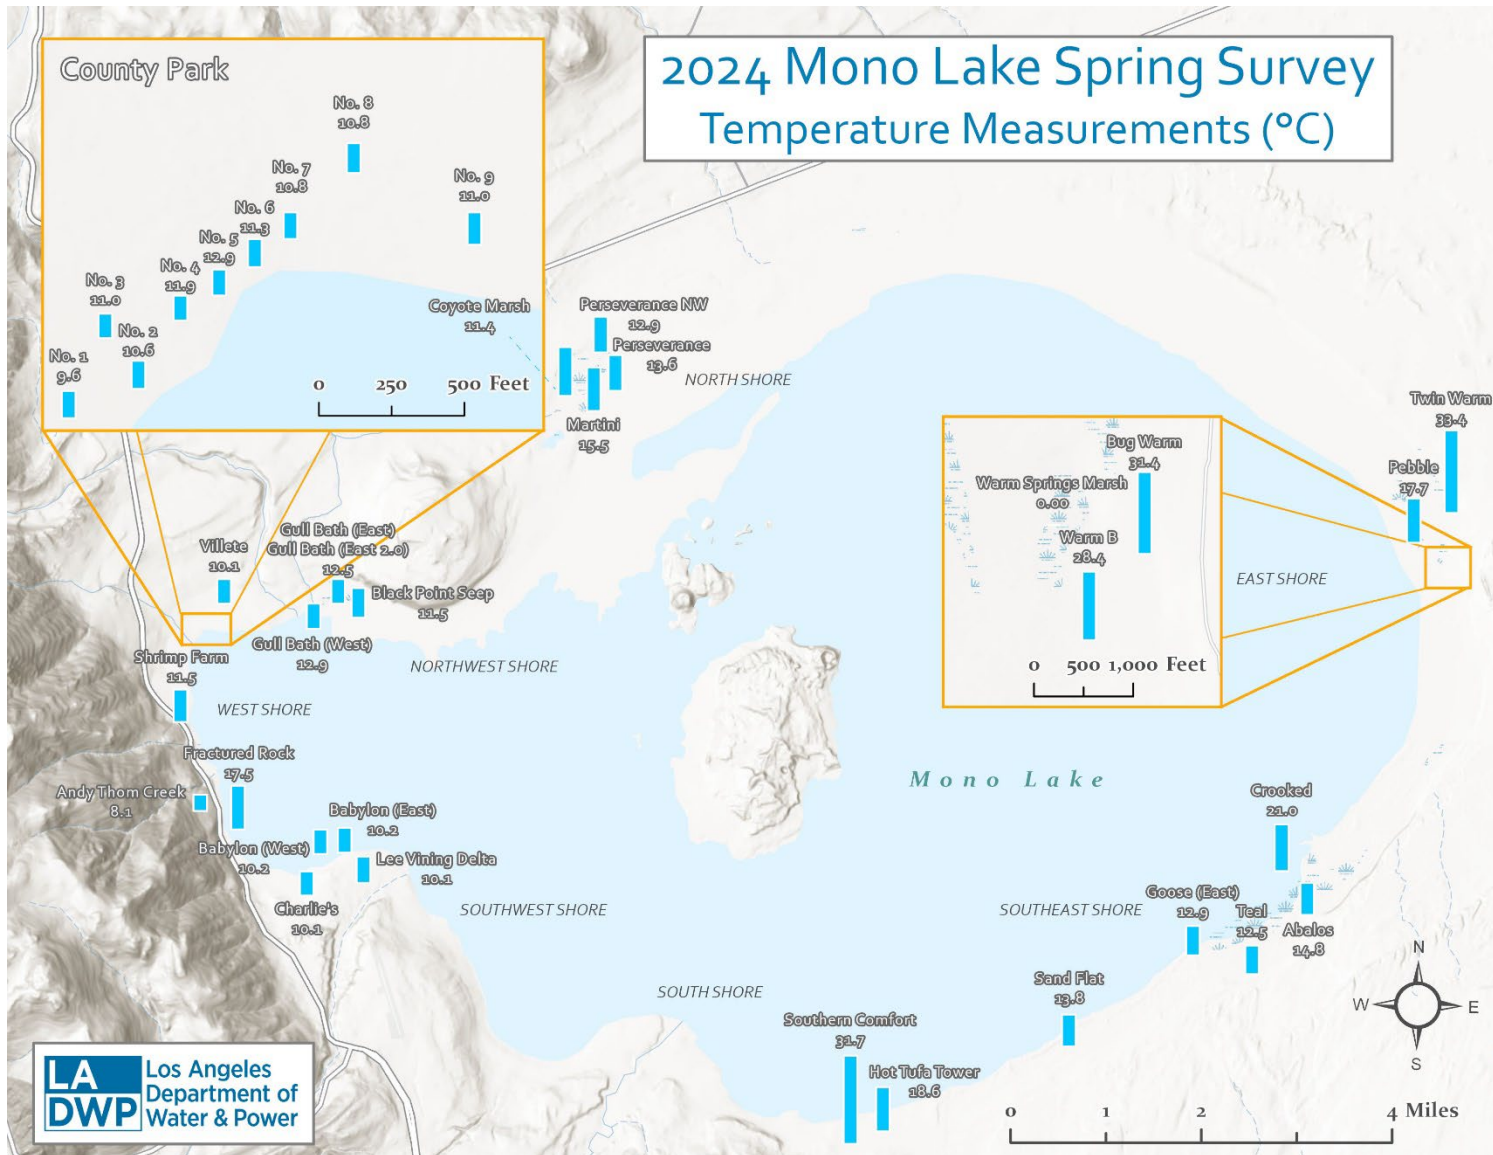 2024 Mono Lake Spring Survey
Temperature Measurements (°C)
County Park
No. 8
10.8
No. 7
10.8
No. 9
11.0
No. 6
11.3
No. 5
12.9
No. 4
11.9
No. 3
11.0
No. 2
10.6
No. 1
9.6
0 250 500 Feet
Coyote Marsh
11.4
Perseverance NW
12.9
Perseverance
13.6
Martini
15.5
NORTH SHORE
Twin Warm
33.4
Pebble
17.7
Bug Warm
31.4
Warm Springs Marsh
0.00
Warm B
28.4
0 500 1,000 Feet
EAST SHORE
Villete
10.1
Gull Bath (East)
Gull Bath (East 2.0)
12.5
Black Point Seep
11.5
Gull Bath (West)
12.9
NORTHWEST SHORE
Shrimp Farm
11.5
WEST SHORE
Fractured Rock
17.5
Andy Thom Creek
8.1
Babylon (East)
10.2
Babylon (West)
10.2
Lee Vining Delta
10.1
Charlie's
10.1
SOUTHWEST SHORE
Mono Lake
Crooked
21.0
Goose (East)
12.9
Teal
12.5
Abalos
14.8
SOUTHEAST SHORE
Sand Flat
13.8
SOUTH SHORE
Southern Comfort
31.7
Hot Tufa Tower
18.6
N
W E
S
0 1 2 4 Miles
LA
DWP
Los Angeles
Department of
Water & Power